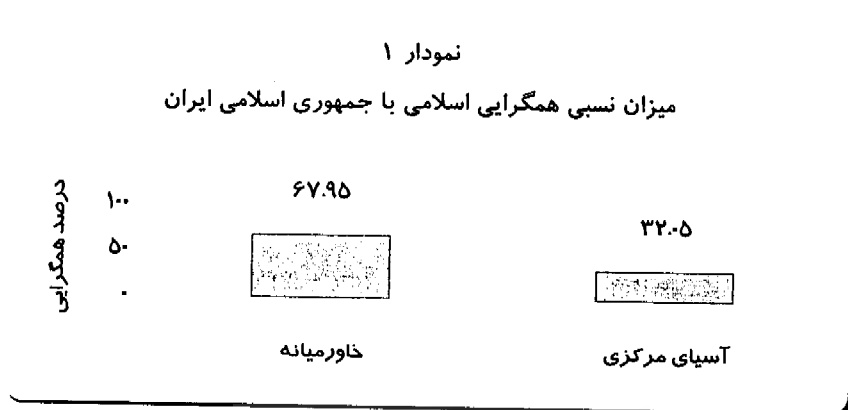 نمودار ۱
میزان نسبی همگرایی اسلامی با جمهوری اسلامی ایران
درصد همگرایی
۱۰۰
۵۰
۰
۶۷.۹۵
۳۲.۰۵
خاورمیانه
آسیای مرکزی